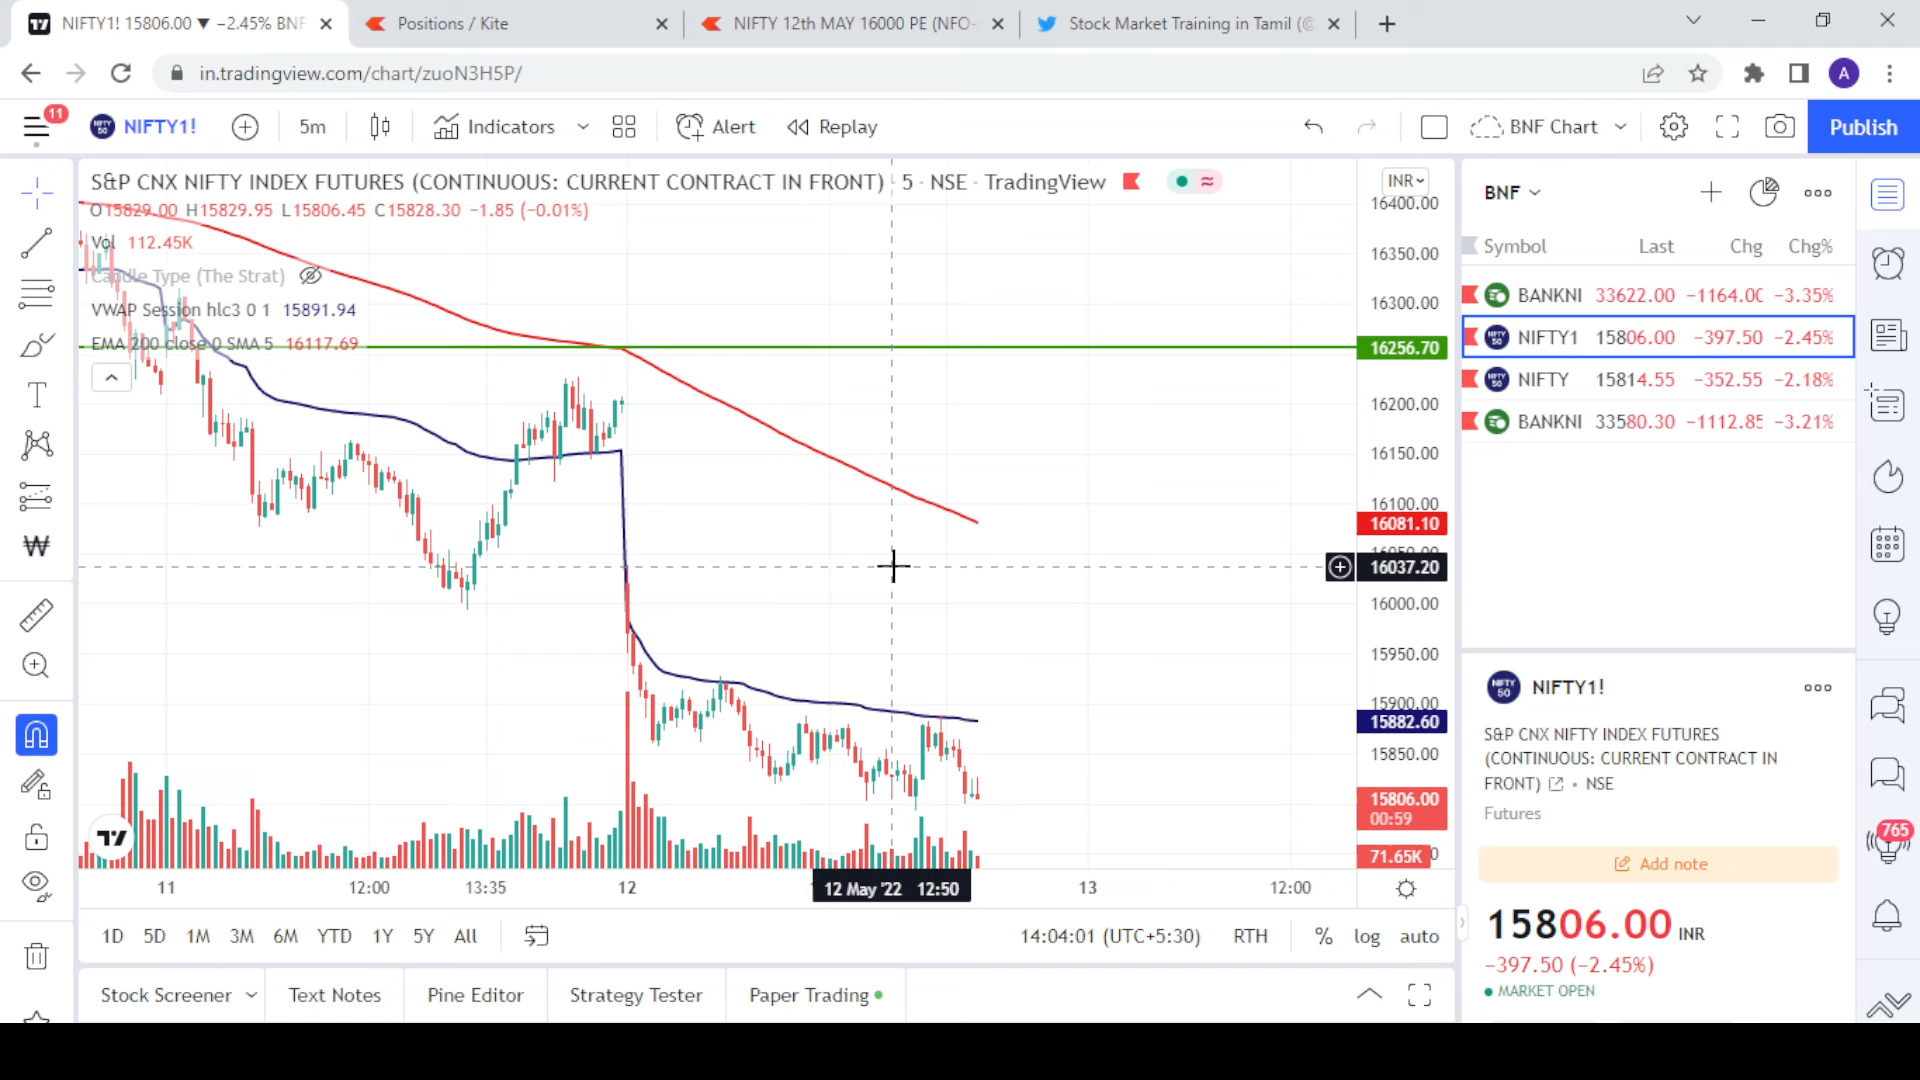 NIFTY1! 15806.00 ▼ −2.45% BNF
Positions / Kite
NIFTY 12th MAY 16000 PE (NFO-
Stock Market Training in Tamil (@
in.tradingview.com/chart/zuoN3H5P/
A
11
NIFTY1!
5m
Indicators
Alert
Replay
BNF Chart
Publish
S&P CNX NIFTY INDEX FUTURES (CONTINUOUS: CURRENT CONTRACT IN FRONT) · 5 · NSE · TradingView
O15829.00 H15829.95 L15806.45 C15828.30 −1.85 (−0.01%)
Vol 112.45K
Candle Type (The Strat)
VWAP Session hlc3 0 1 15891.94
EMA 200 close 0 SMA 5 16117.69
INR
16400.00
16350.00
16300.00
16256.70
16200.00
16150.00
16100.00
16081.10
16050.00
16037.20
16000.00
15950.00
15900.00
15882.60
15850.00
15806.00
00:59
71.65K
11
12:00
13:35
12
12 May '22 12:50
13
12:00
1D 5D 1M 3M 6M YTD 1Y 5Y All
14:04:01 (UTC+5:30) RTH % log auto
Stock Screener
Text Notes
Pine Editor
Strategy Tester
Paper Trading
BNF
Symbol Last Chg Chg%
BANKNI 33622.00 −1164.00 −3.35%
NIFTY1 15806.00 −397.50 −2.45%
NIFTY 15814.55 −352.55 −2.18%
BANKNI 33580.30 −1112.85 −3.21%
NIFTY1!
S&P CNX NIFTY INDEX FUTURES
(CONTINUOUS: CURRENT CONTRACT IN
FRONT) • NSE
Futures
Add note
15806.00 INR
−397.50 (−2.45%)
MARKET OPEN
765